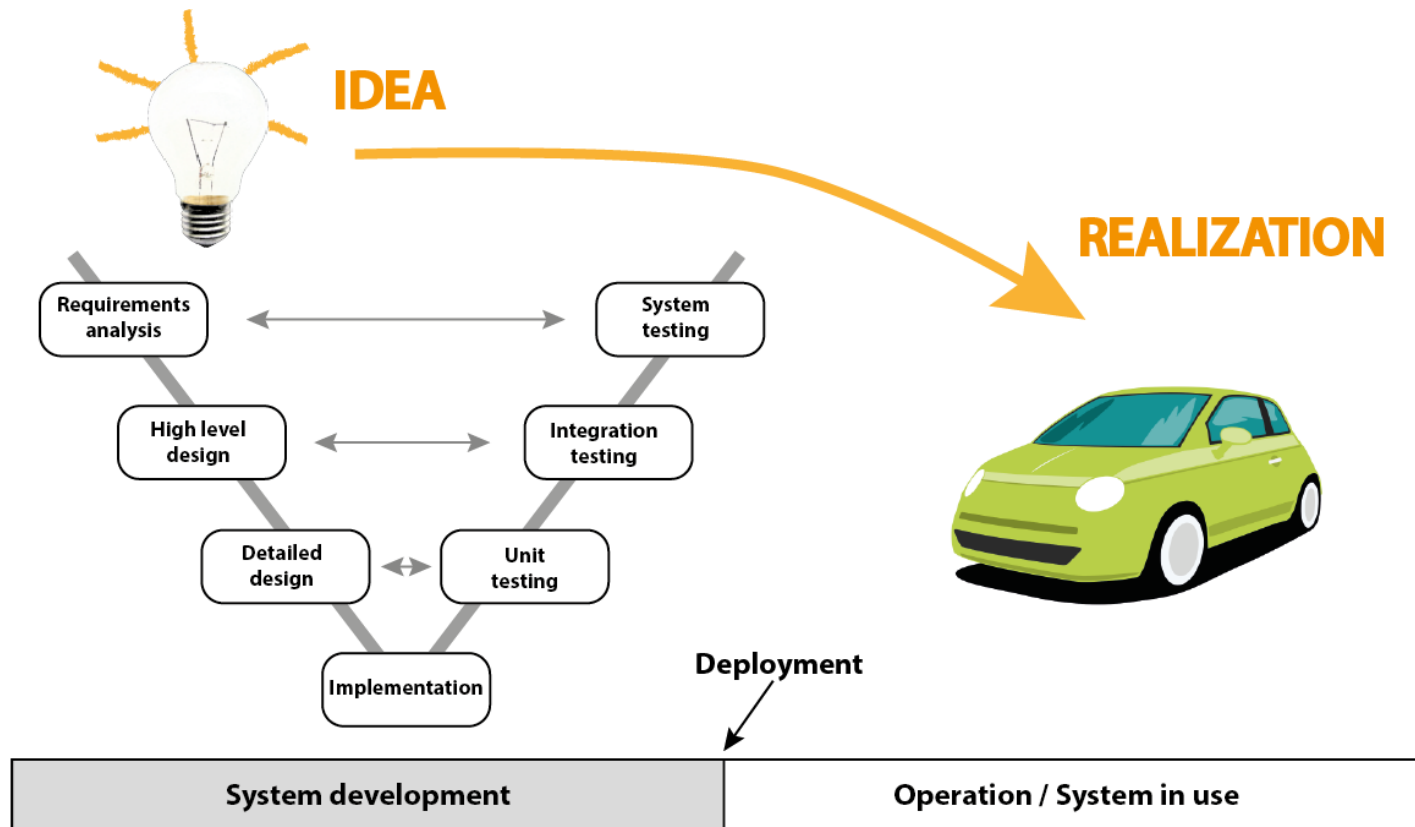 IDEA
REALIZATION
Requirements
analysis
System
testing
High level
design
Integration
testing
Detailed
design
Unit
testing
Implementation
Deployment
System development
Operation / System in use